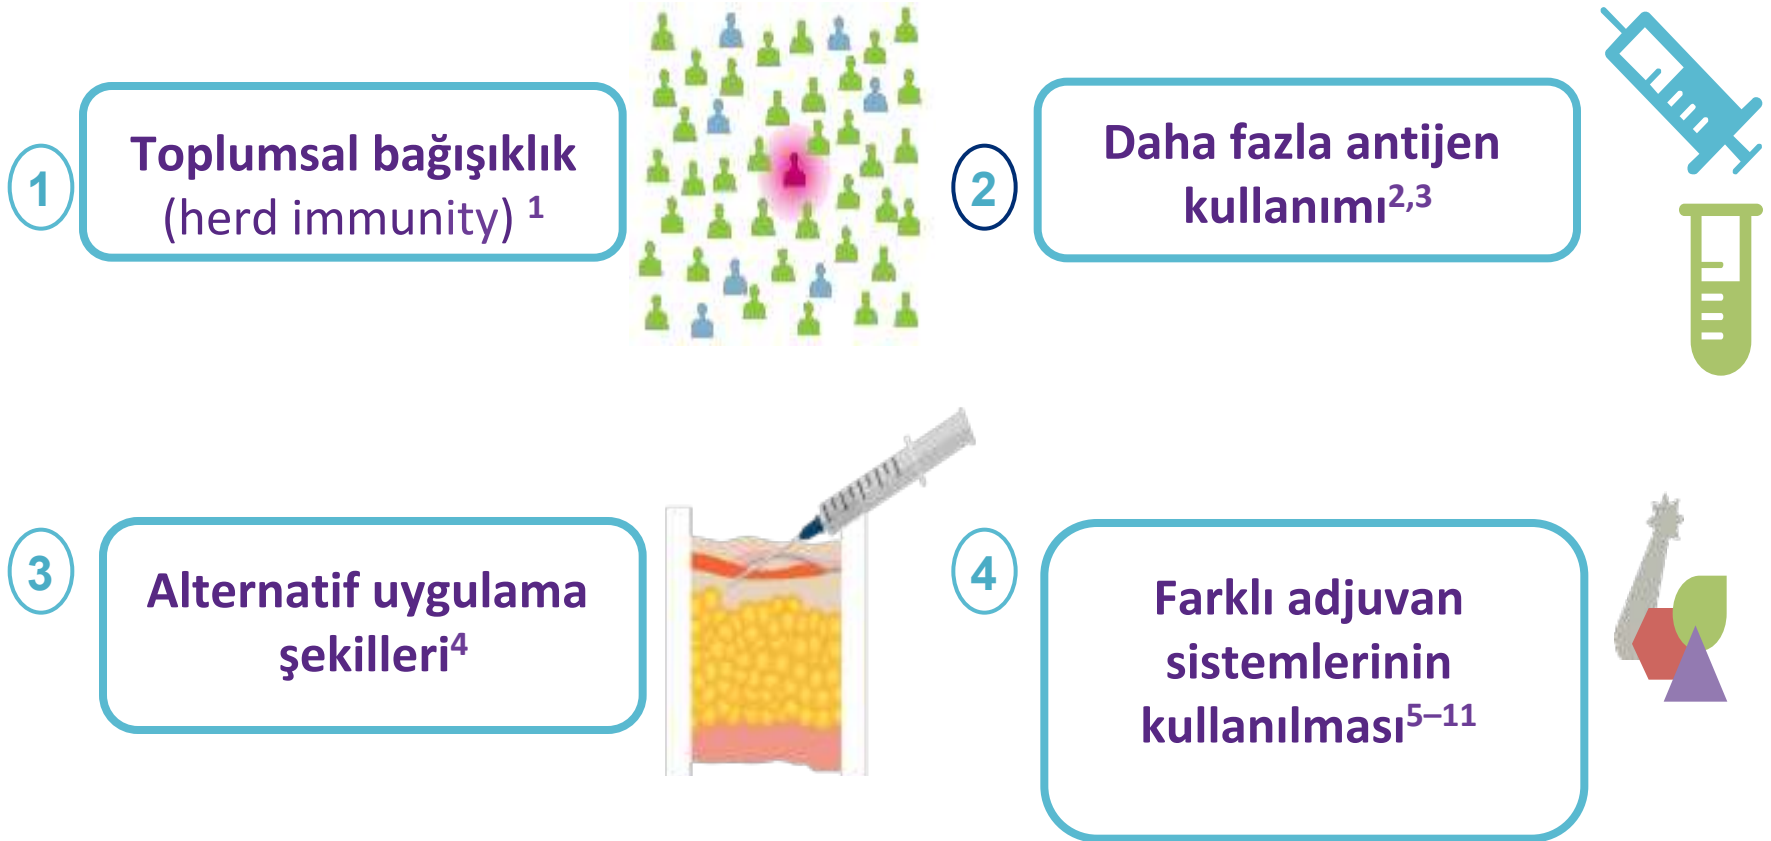 1
Toplumsal bağışıklık
(herd immunity) 1
2
Daha fazla antijen
kullanımı2,3
3
Alternatif uygulama
şekilleri4
4
Farklı adjuvan
sistemlerinin
kullanılması5–11